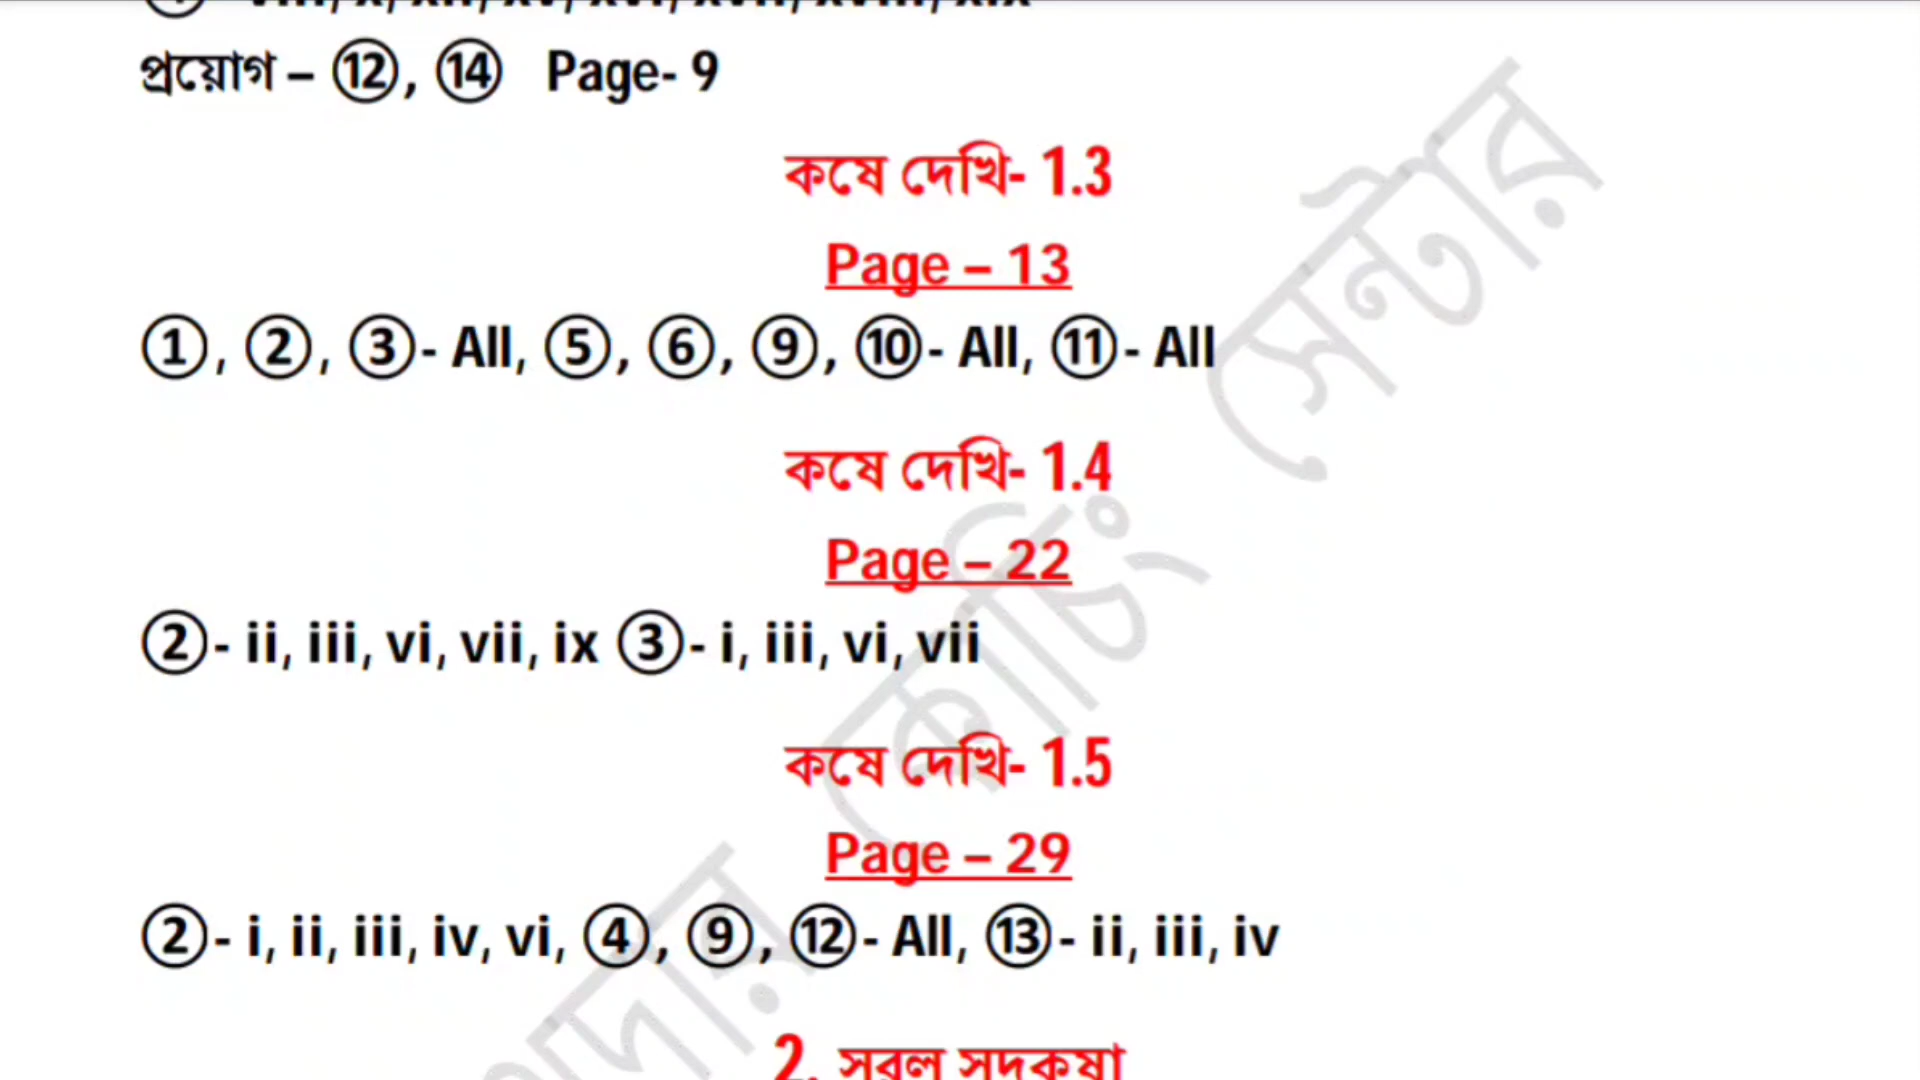 প্রয়োগ – ⑫, ⑭ Page- 9
কষে দেখি- 1.3
Page – 13
①, ②, ③- All, ⑤, ⑥, ⑨, ⑩- All, ⑪- All
কষে দেখি- 1.4
Page – 22
②- ii, iii, vi, vii, ix ③- i, iii, vi, vii
কষে দেখি- 1.5
Page – 29
②- i, ii, iii, iv, vi, ④, ⑨, ⑫- All, ⑬- ii, iii, iv
2. সরল সুদকষা
কোচিং সেন্টার